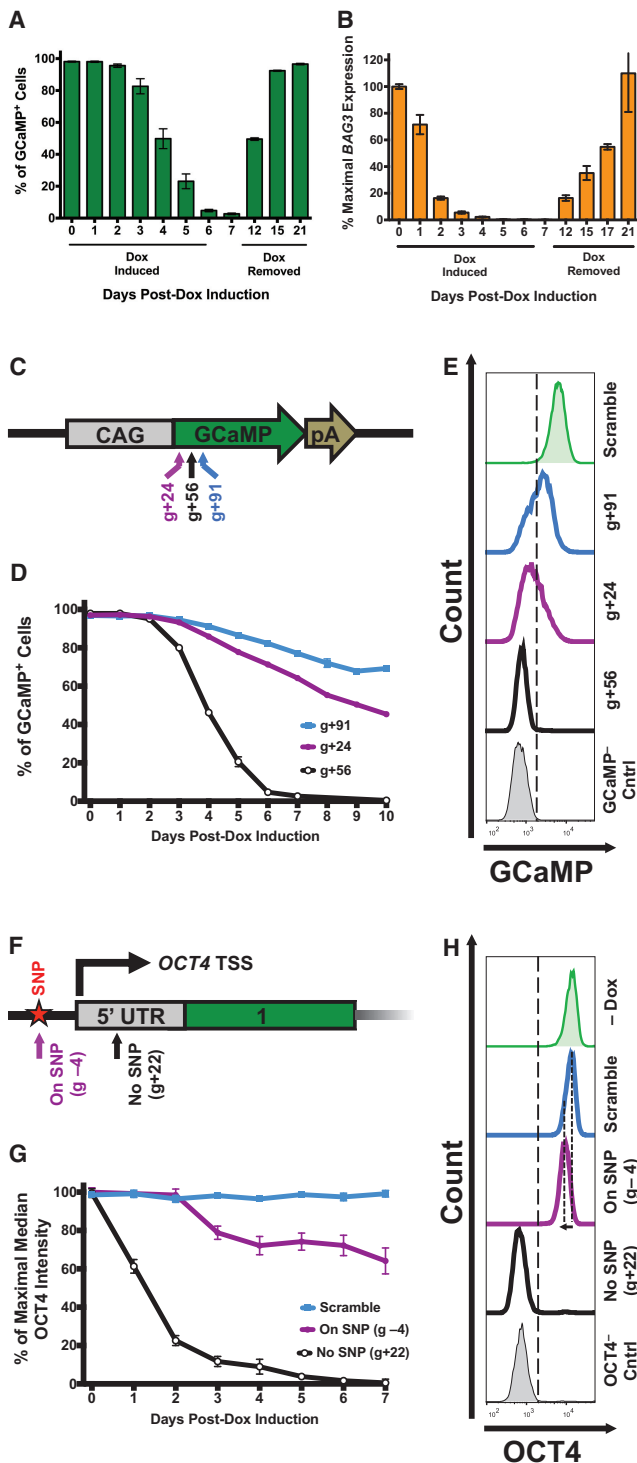 A
% of GCaMP⁺ Cells
100
80
60
40
20
0
0 1 2 3 4 5 6 7 12 15 21
Dox
Induced
Dox
Removed
Days Post-Dox Induction
B
% Maximal BAG3 Expression
120
100
80
60
40
20
0
0 1 2 3 4 5 6 7 12 15 17 21
Dox
Induced
Dox
Removed
Days Post-Dox Induction
C
CAG
GCaMP
pA
g+24
g+56
g+91
D
% of GCaMP⁺ Cells
100
80
60
40
20
0
0 1 2 3 4 5 6 7 8 9 10
g+91
g+24
g+56
Days Post-Dox Induction
E
Count
Scramble
g+91
g+24
g+56
GCaMP⁻
Cntrl
10² 10³ 10⁴
GCaMP
F
SNP
OCT4 TSS
5' UTR
1
On SNP
(g –4)
No SNP
(g+22)
G
% of Maximal Median
OCT4 Intensity
100
80
60
40
20
0
0 1 2 3 4 5 6 7
Scramble
On SNP (g –4)
No SNP (g+22)
Days Post-Dox Induction
H
Count
– Dox
Scramble
On SNP
(g– 4)
No SNP
(g+22)
OCT4⁻
Cntrl
10² 10³ 10⁴
OCT4